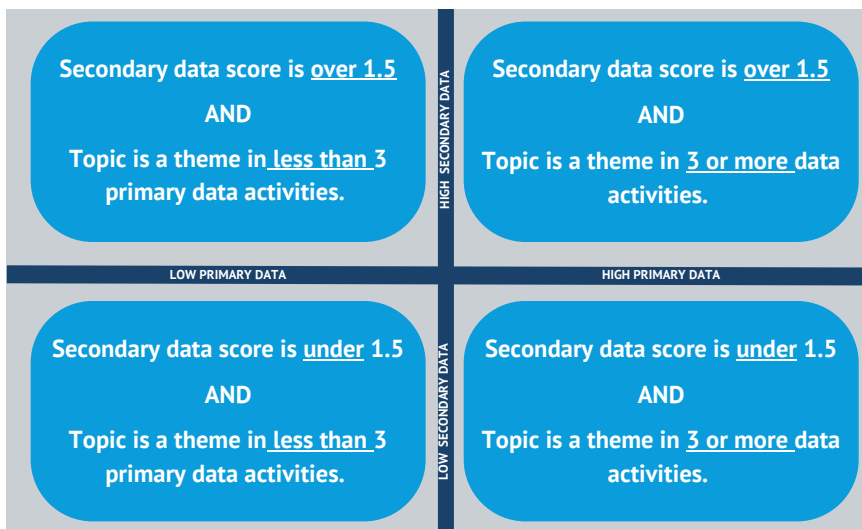 Secondary data score is over 1.5
AND
Topic is a theme in less than 3
primary data activities.
HIGH SECONDARY DATA
Secondary data score is over 1.5
AND
Topic is a theme in 3 or more data
activities.
LOW PRIMARY DATA
HIGH PRIMARY DATA
Secondary data score is under 1.5
AND
Topic is a theme in less than 3
primary data activities.
LOW SECONDARY DATA
Secondary data score is under 1.5
AND
Topic is a theme in 3 or more data
activities.